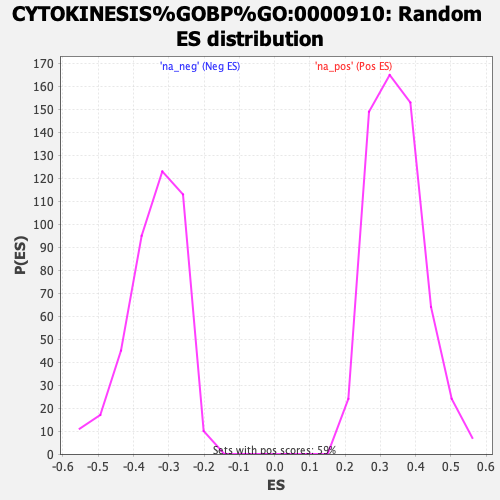 CYTOKINESIS%GOBP%GO:0000910: Random
ES distribution
'na_neg' (Neg ES)
'na_pos' (Pos ES)
170
160
150
140
130
120
110
100
90
80
70
60
50
40
30
20
10
0
P(ES)
Sets with pos scores: 59%
-0.6 -0.5 -0.4 -0.3 -0.2 -0.1 -0.0 0.1 0.2 0.3 0.4 0.5 0.6
ES